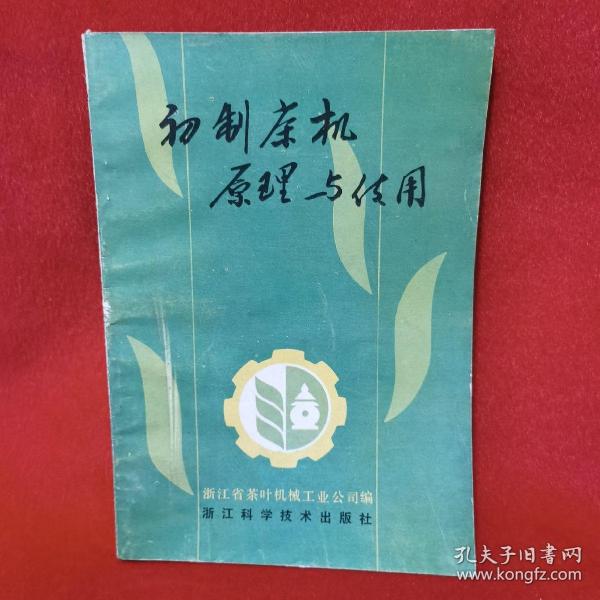 初制茶机
原理与使用
浙江省茶叶机械工业公司编
浙江科学技术出版社
孔夫子旧书网
www.kongfz.com